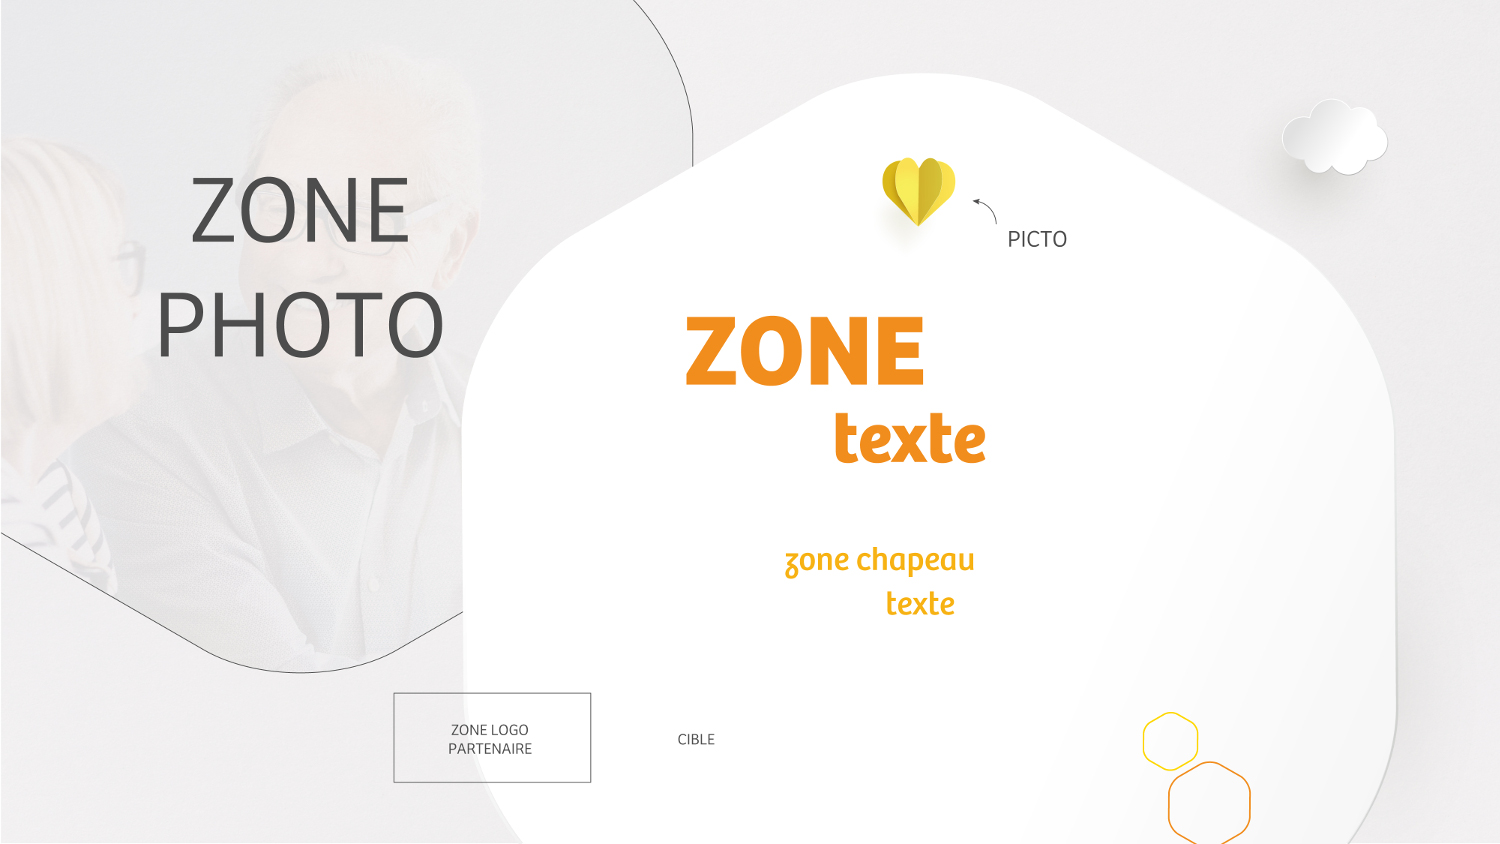 ZONE
PHOTO
PICTO
ZONE
texte
zone chapeau
texte
ZONE LOGO
PARTENAIRE
CIBLE